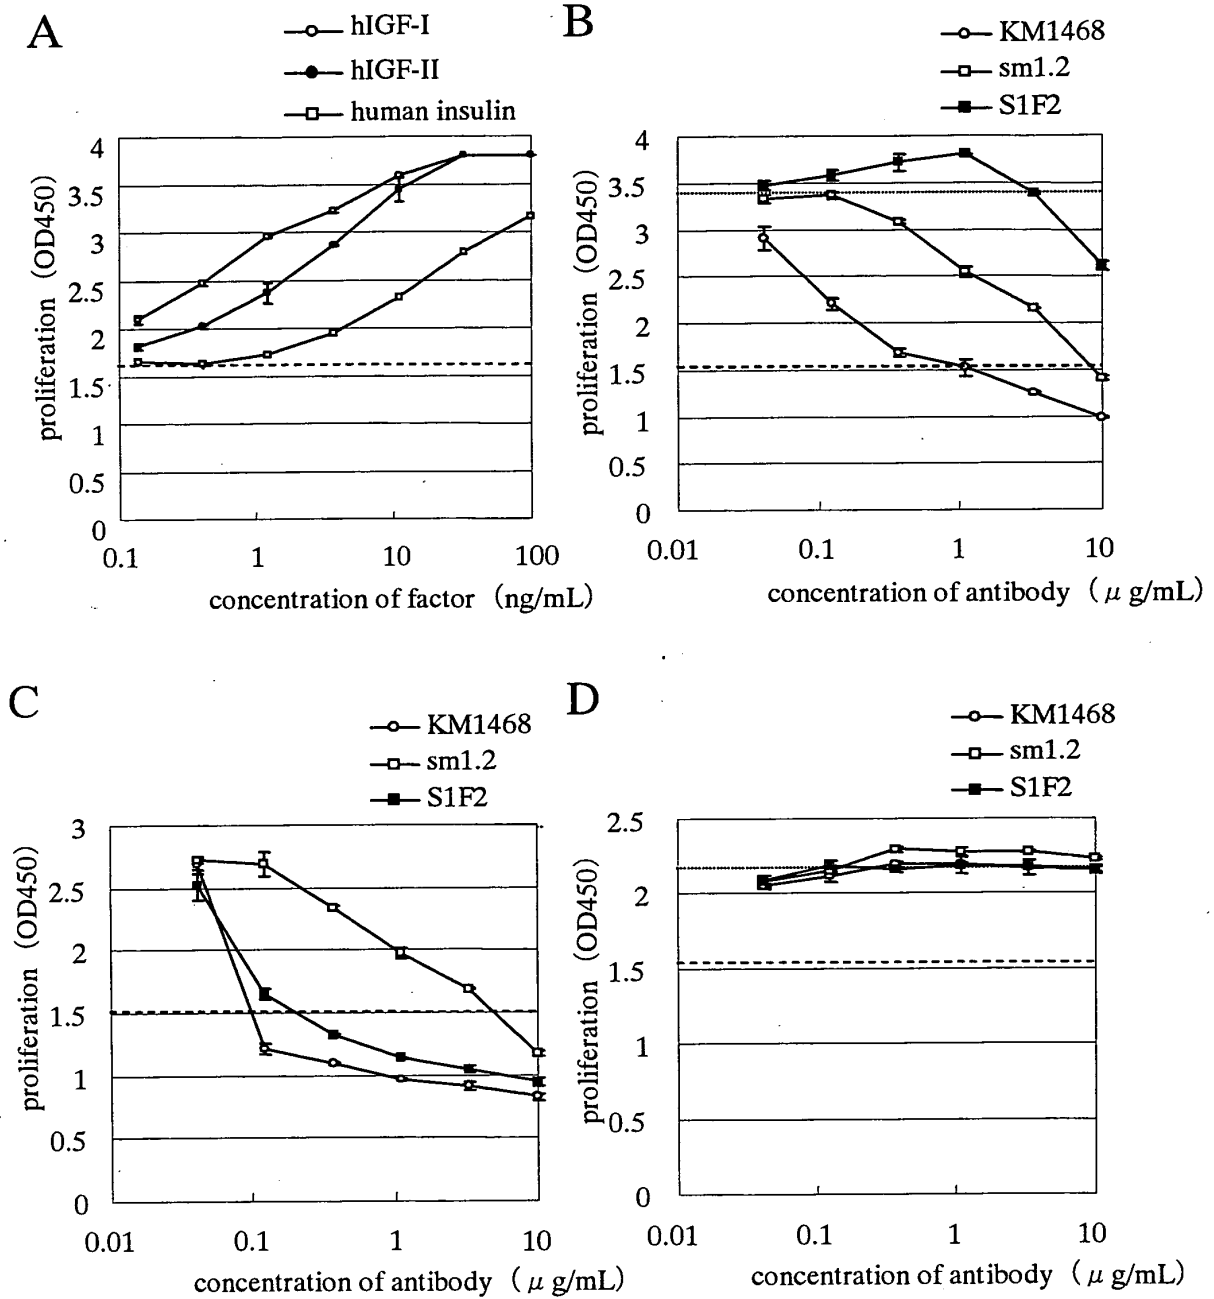 A
hIGF-I
hIGF-II
human insulin
4
3.5
3
2.5
2
1.5
1
0.5
0
proliferation (OD450)
0.1 1 10 100
concentration of factor (ng/mL)
B
KM1468
sm1.2
S1F2
4
3.5
3
2.5
2
1.5
1
0.5
0
proliferation (OD450)
0.01 0.1 1 10
concentration of antibody (μ g/mL)
C
KM1468
sm1.2
S1F2
3
2.5
2
1.5
1
0.5
0
proliferation (OD450)
0.01 0.1 1 10
concentration of antibody (μ g/mL)
D
KM1468
sm1.2
S1F2
2.5
2
1.5
1
0.5
0
proliferation (OD450)
0.01 0.1 1 10
concentration of antibody (μ g/mL)